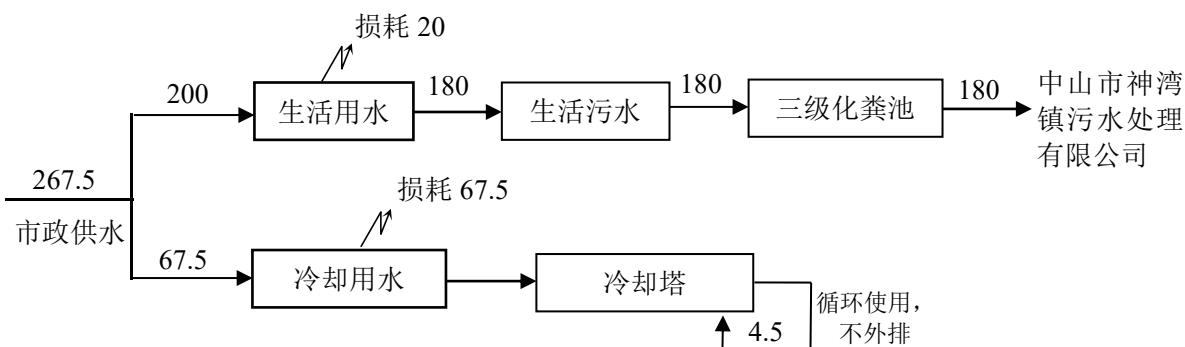 损耗 20
200
生活用水
180
生活污水
180
三级化粪池
180
中山市神湾
镇污水处理
有限公司
267.5
市政供水
损耗 67.5
67.5
冷却用水
冷却塔
循环使用，
不外排
4.5